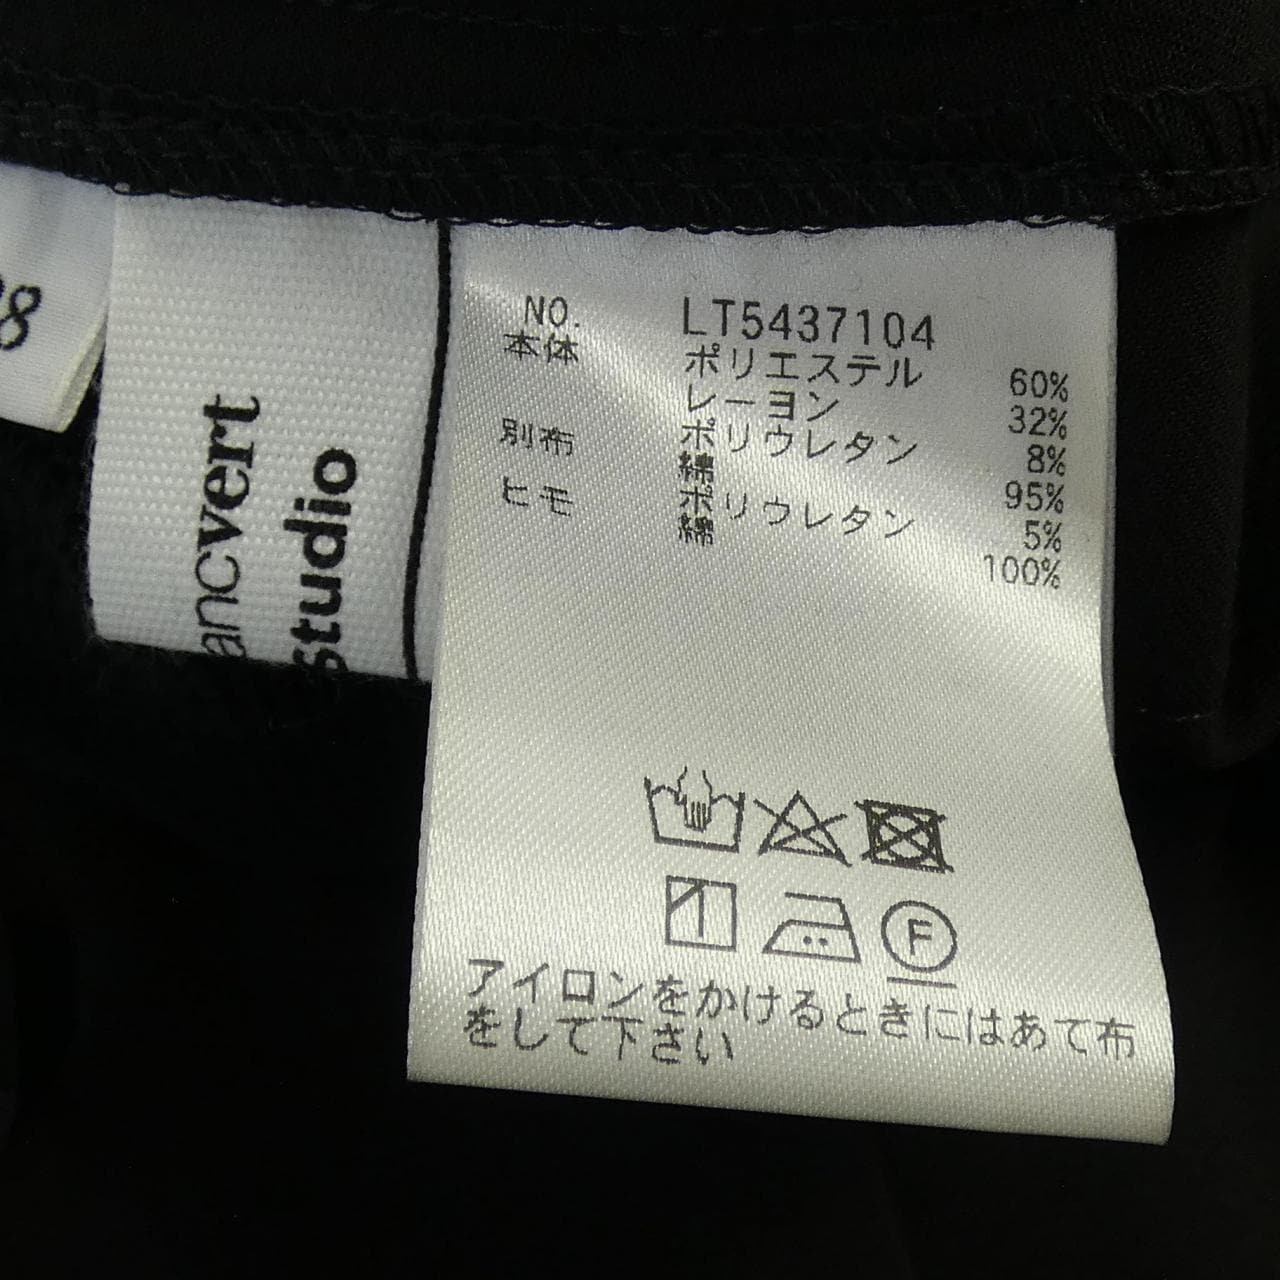 8
ancvert
Studio
NO. LT5437104
本体 ポリエステル 60%
レーヨン 32%
ポリウレタン 8%
別布 綿 95%
ポリウレタン 5%
ヒモ 綿 100%
F
アイロンをかけるときにはあて布
をして下さい